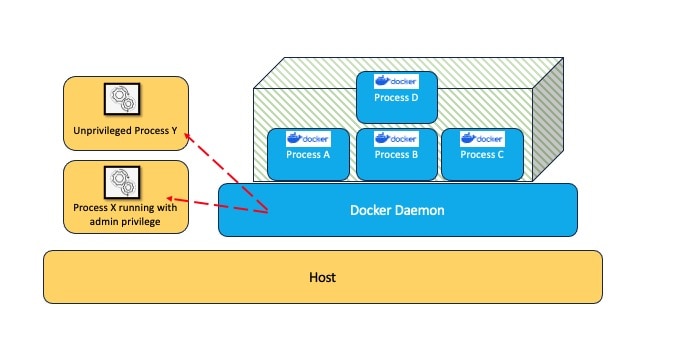 docker
Process D
Unprivileged Process Y
docker
Process A
docker
Process B
docker
Process C
Process X running with
admin privilege
Docker Daemon
Host